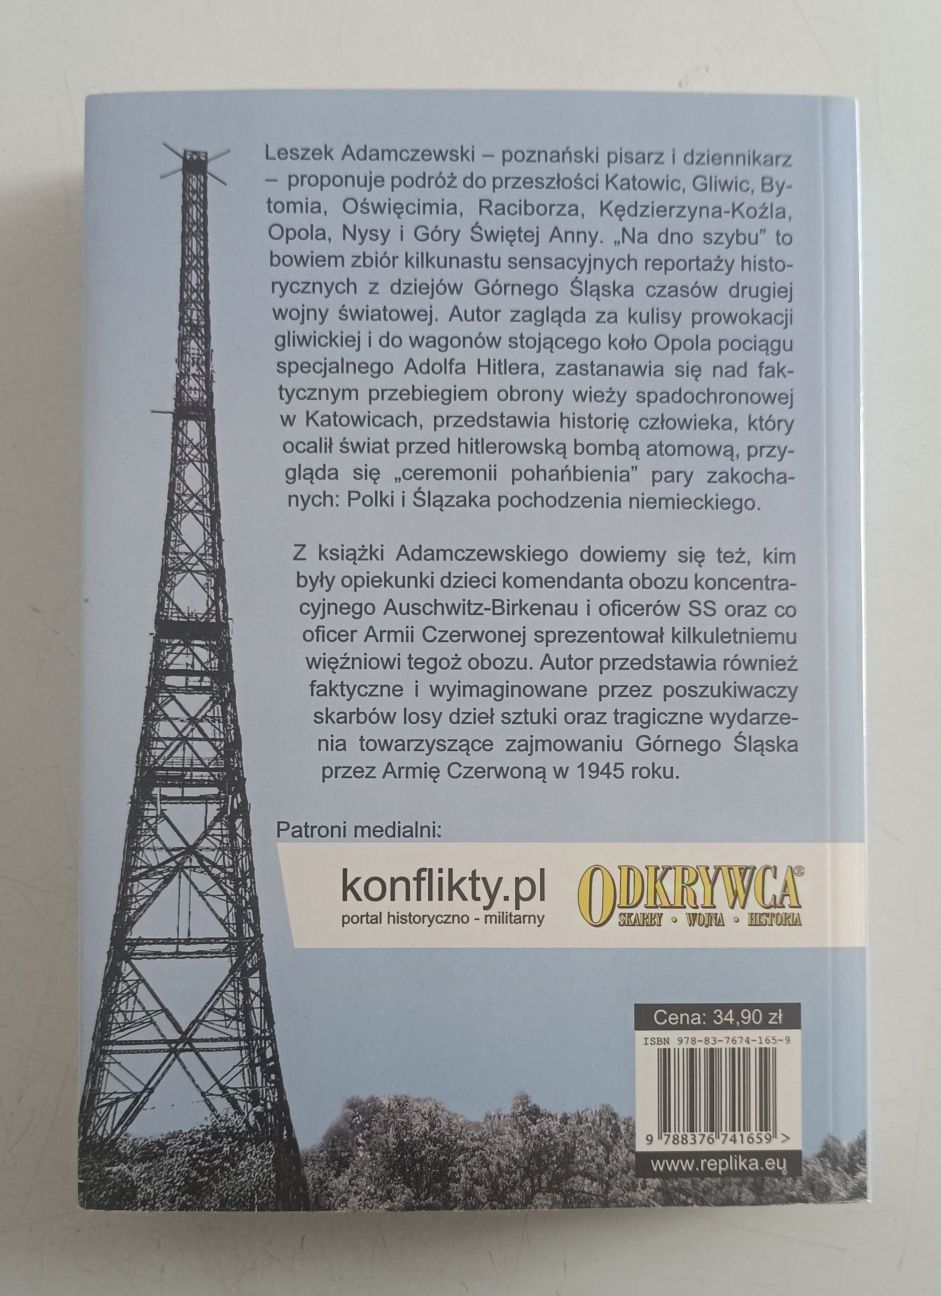 Leszek Adamczewski – poznański pisarz i dziennikarz
– proponuje podróż do przeszłości Katowic, Gliwic, By-
tomia, Oświęcimia, Raciborza, Kędzierzyna-Koźla,
Opola, Nysy i Góry Świętej Anny. „Na dno szybu” to
bowiem zbiór kilkunastu sensacyjnych reportaży histo-
rycznych z dziejów Górnego Śląska czasów drugiej
wojny światowej. Autor zagląda za kulisy prowokacji
gliwickiej i do wagonów stojącego koło Opola pociągu
specjalnego Adolfa Hitlera, zastanawia się nad fak-
tycznym przebiegiem obrony wieży spadochronowej
w Katowicach, przedstawia historię człowieka, który
ocalił świat przed hitlerowską bombą atomową, przy-
gląda się „ceremonii pohańbienia” pary zakocha-
nych: Polki i Ślązaka pochodzenia niemieckiego.
Z książki Adamczewskiego dowiemy się też, kim
były opiekunki dzieci komendanta obozu koncentra-
cyjnego Auschwitz-Birkenau i oficerów SS oraz co
oficer Armii Czerwonej sprezentował kilkuletniemu
więźniowi tegoż obozu. Autor przedstawia również
faktyczne i wyimaginowane przez poszukiwaczy
skarbów losy dzieł sztuki oraz tragiczne wydarze-
nia towarzyszące zajmowaniu Górnego Śląska
przez Armię Czerwoną w 1945 roku.
Patroni medialni:
konflikty.pl
portal historyczno - militarny
ODKRYWCA®
SKARBY • WOJNA • HISTORIA
Cena: 34,90 zł
ISBN 978-83-7674-165-9
9 788376 741659 >
www.replika.eu